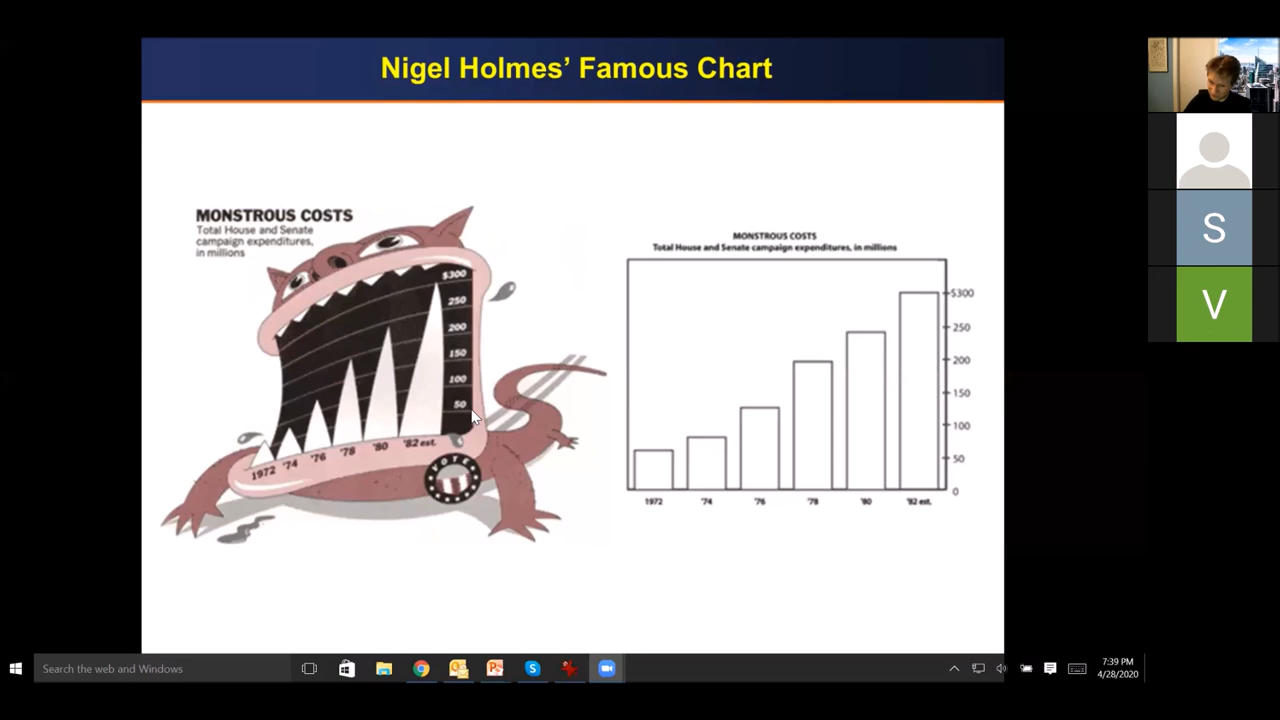 Nigel Holmes' Famous Chart
MONSTROUS COSTS
Total House and Senate
campaign expenditures,
in millions
$300
250
200
150
100
50
1972 '74 '76 '78 '80 '82 est.
VOTE
MONSTROUS COSTS
Total House and Senate campaign expenditures, in millions
$300
250
200
150
100
50
0
1972 '74 '76 '78 '80 '82 est.
S
V
Search the web and Windows
S
7:39 PM
4/28/2020